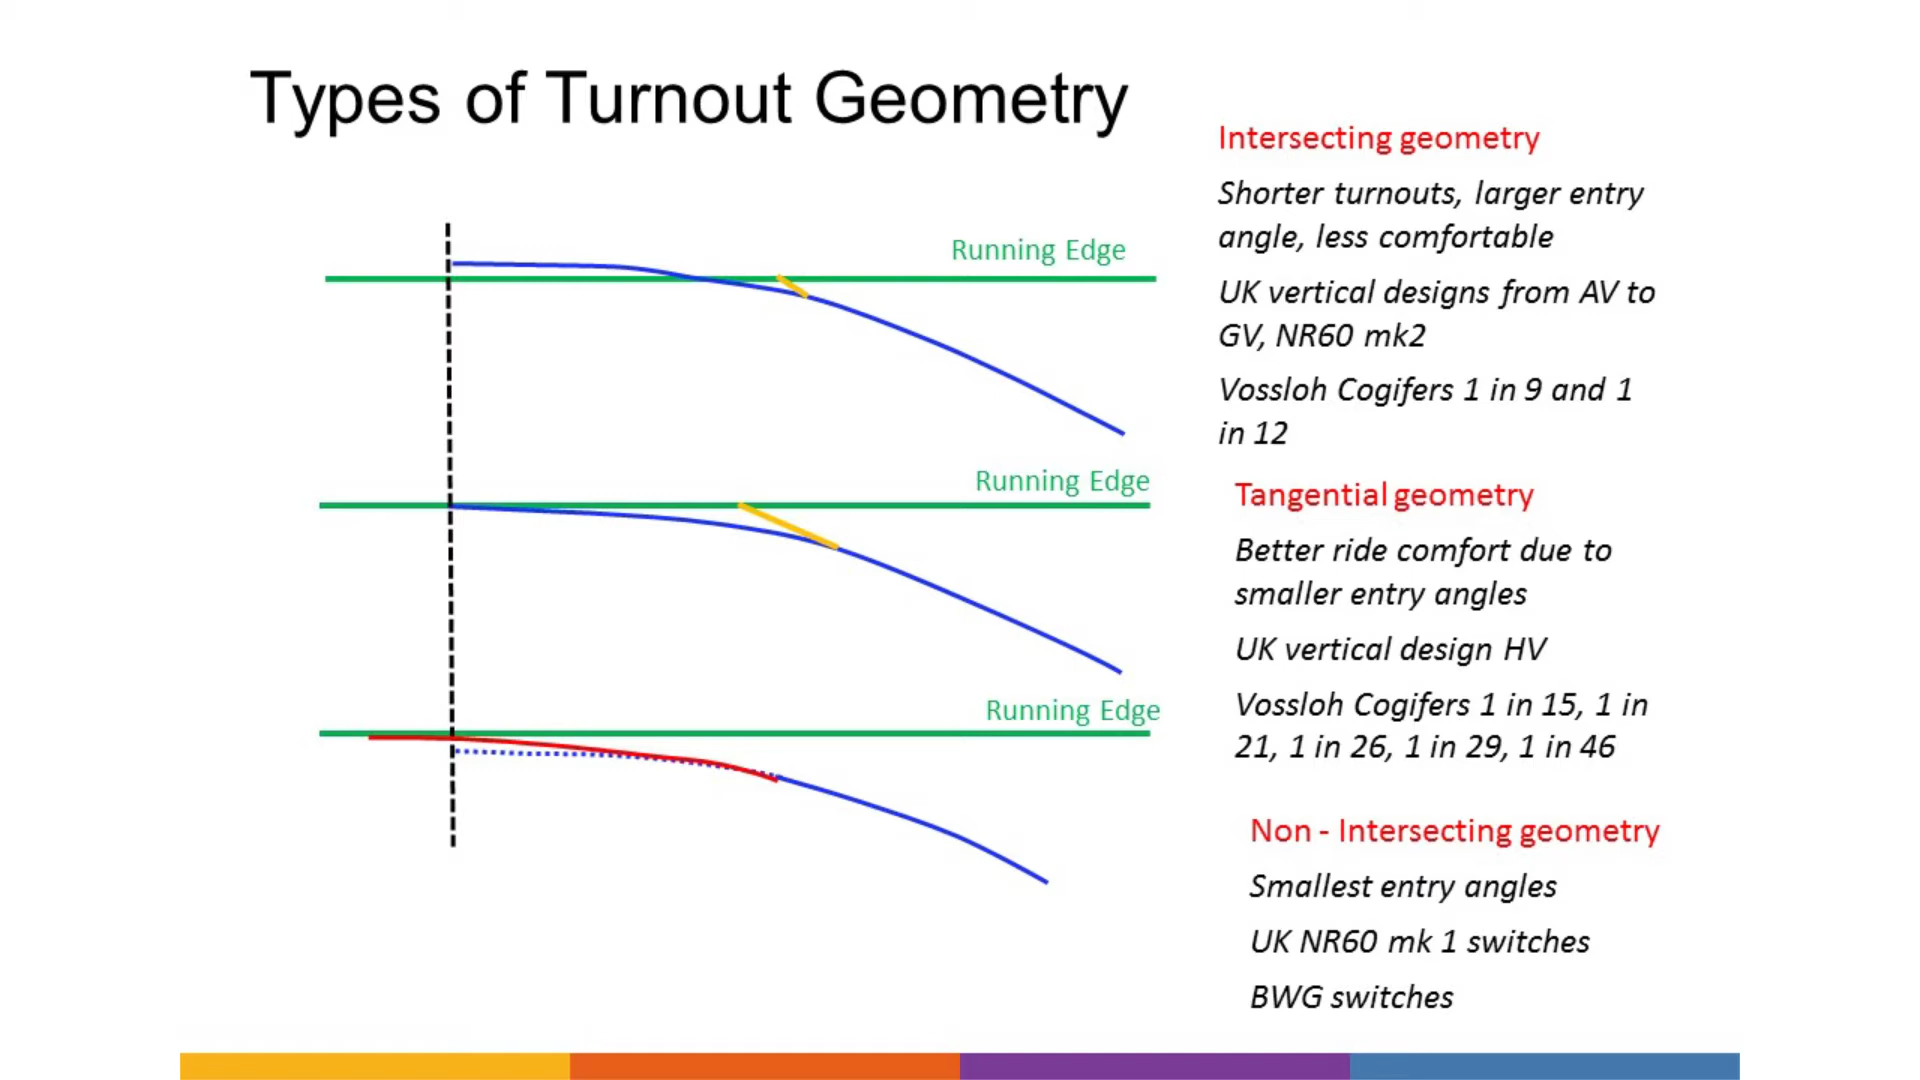 Types of Turnout Geometry
Running Edge
Running Edge
Running Edge
Intersecting geometry
Shorter turnouts, larger entry
angle, less comfortable
UK vertical designs from AV to
GV, NR60 mk2
Vossloh Cogifers 1 in 9 and 1
in 12
Tangential geometry
Better ride comfort due to
smaller entry angles
UK vertical design HV
Vossloh Cogifers 1 in 15, 1 in
21, 1 in 26, 1 in 29, 1 in 46
Non - Intersecting geometry
Smallest entry angles
UK NR60 mk 1 switches
BWG switches